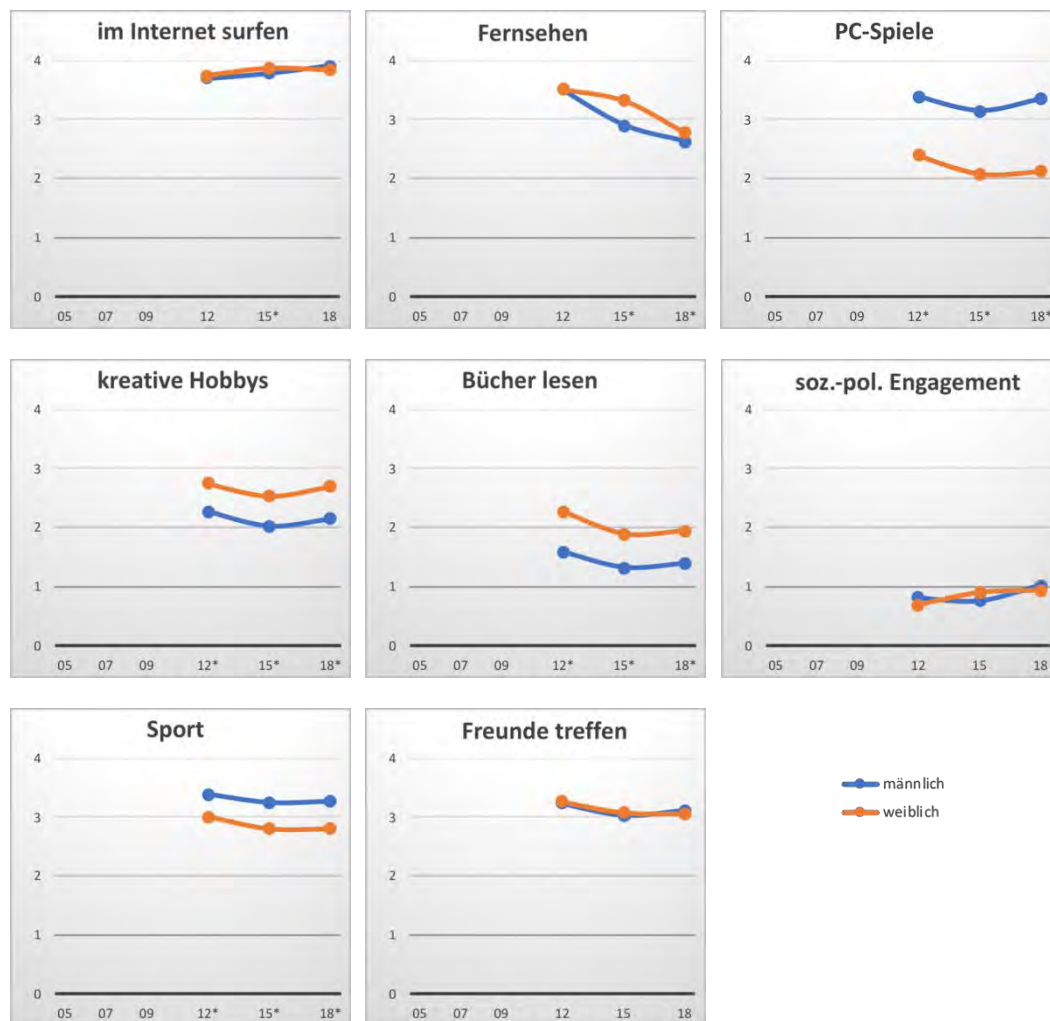 im Internet surfen
4
3
2
1
0
05 07 09 12 15* 18*
Fernsehen
4
3
2
1
0
05 07 09 12 15* 18*
PC-Spiele
4
3
2
1
0
05 07 09 12* 15* 18*
kreative Hobbys
4
3
2
1
0
05 07 09 12* 15* 18*
Bücher lesen
4
3
2
1
0
05 07 09 12* 15* 18*
soz.-pol. Engagement
4
3
2
1
0
05 07 09 12 15 18
Sport
4
3
2
1
0
05 07 09 12* 15* 18*
Freunde treffen
4
3
2
1
0
05 07 09 12 15 18
männlich
weiblich